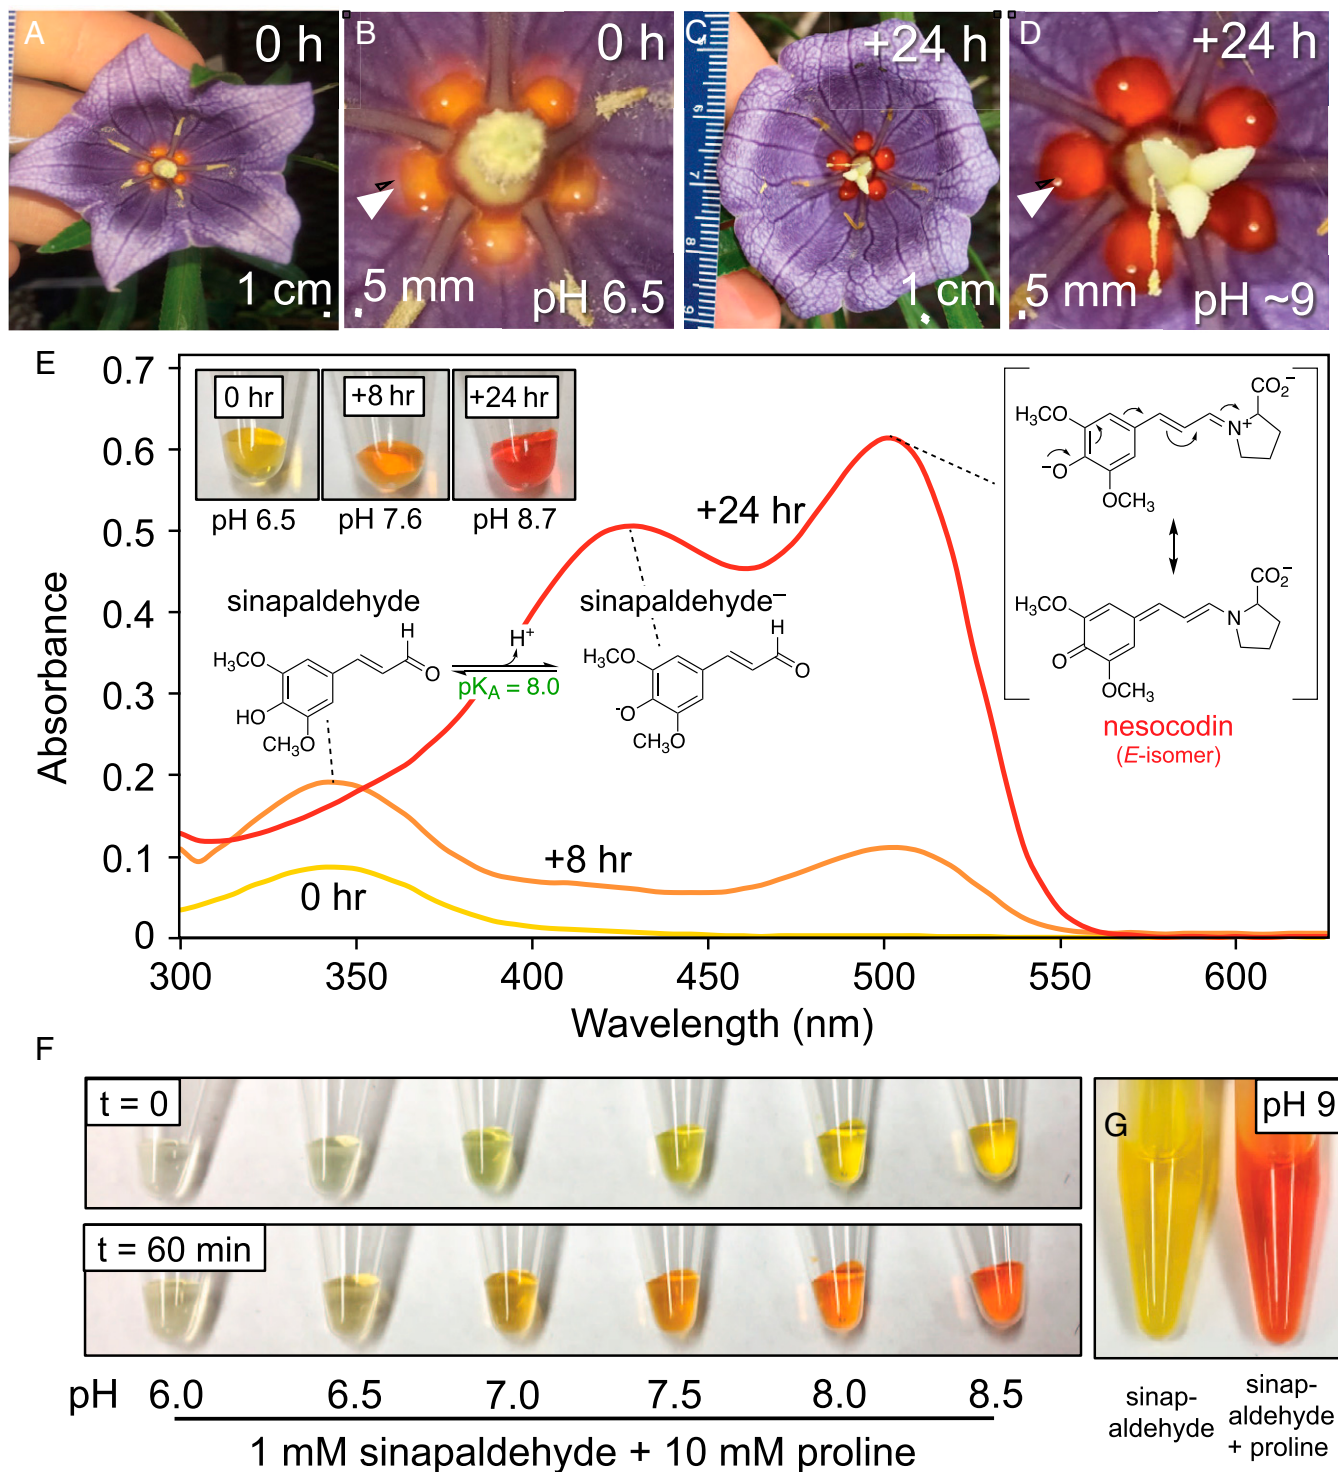 A
0 h
1 cm
B
0 h
5 mm
pH 6.5
C
+24 h
6
7
8
9
1 cm
D
+24 h
5 mm
pH ~9
E
0.7
0.6
0.5
0.4
0.3
0.2
0.1
0
Absorbance
300
350
400
450
500
550
600
Wavelength (nm)
0 hr
+8 hr
+24 hr
pH 6.5
pH 7.6
pH 8.7
+24 hr
+8 hr
0 hr
sinapaldehyde
H
H₃CO
O
HO
CH₃O
H⁺
pK_A = 8.0
sinapaldehyde⁻
H
H₃CO
O
⁻O
CH₃O
CO₂⁻
H₃CO
N⁺
⁻O
OCH₃
CO₂⁻
H₃CO
N
O
OCH₃
nesocodin
(E-isomer)
F
t = 0
t = 60 min
pH 6.0 6.5 7.0 7.5 8.0 8.5
1 mM sinapaldehyde + 10 mM proline
G
pH 9
sinap-
aldehyde
sinap-
aldehyde
+ proline